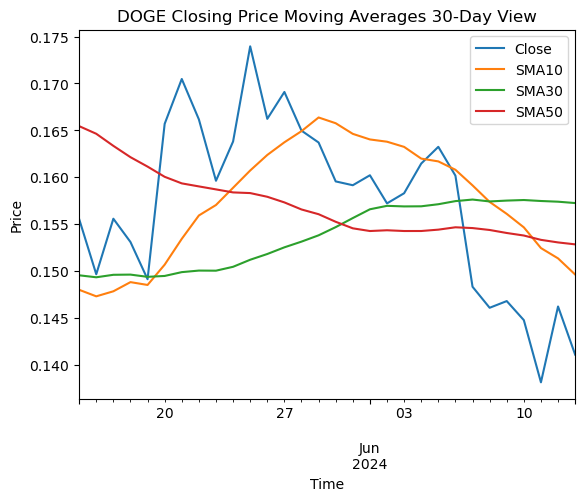 DOGE Closing Price Moving Averages 30-Day View
Close
SMA10
SMA30
SMA50
Price
0.175
0.170
0.165
0.160
0.155
0.150
0.145
0.140
20
27
03
10
Jun
2024
Time